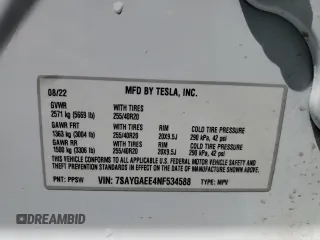 MFD BY TESLA, INC.
08/22
GVWR WITH TIRES
2571 kg (5669 lb) 255/40R20
GAWR FRT WITH TIRES RIM COLD TIRE PRESSURE
1363 kg (3004 lb) 255/40R20 20X9.5J 290 kPa, 42 psi
GAWR RR WITH TIRES RIM COLD TIRE PRESSURE
1500 kg (3306 lb) 255/40R20 20X9.5J 290 kPa, 42 psi
THIS VEHICLE CONFORMS TO ALL APPLICABLE U.S. FEDERAL MOTOR VEHICLE SAFETY AND
THEFT PREVENTION STANDARDS IN EFFECT ON THE DATE OF MANUFACTURE SHOWN ABOVE.
PNT: PPSW VIN: 7SAYGAEE4NF534588 TYPE: MPV
7SDREAMBID